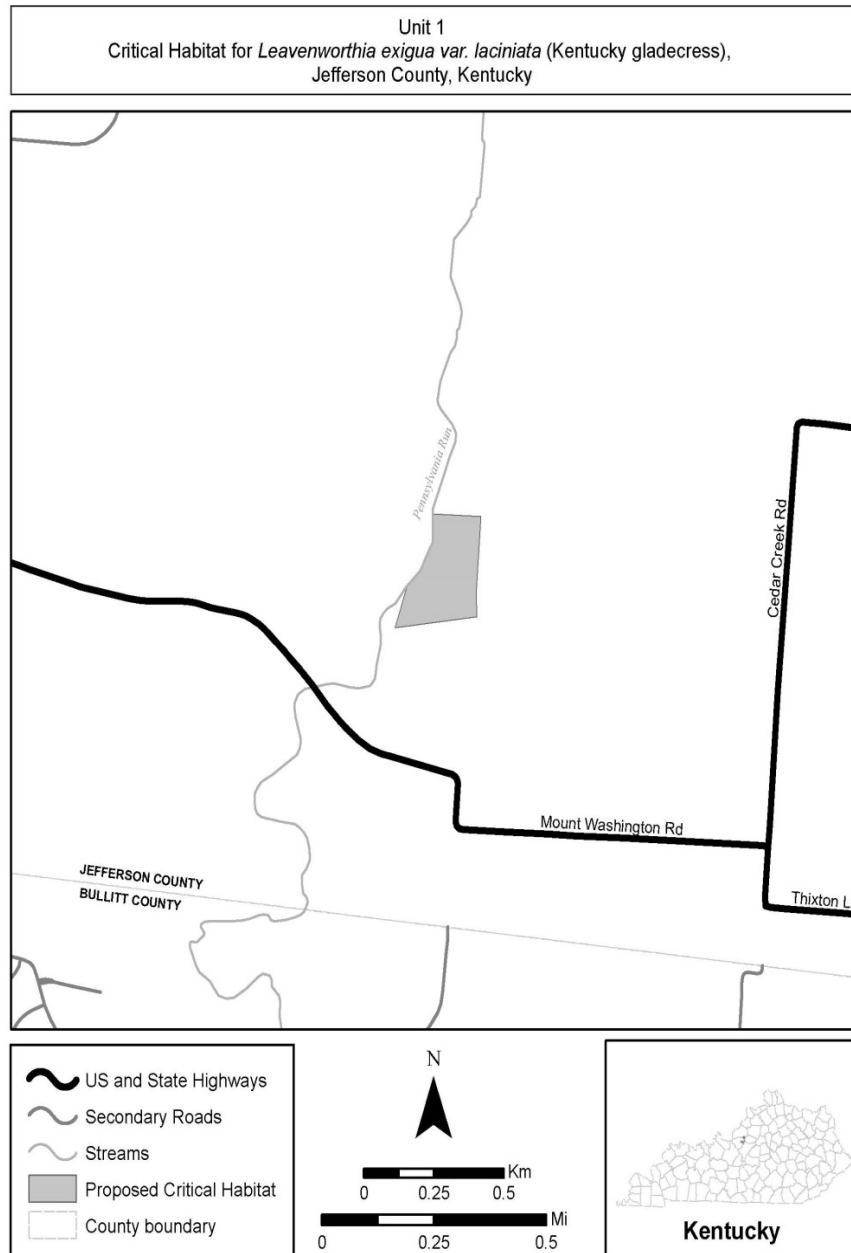 Unit 1
Critical Habitat for Leavenworthia exigua var. laciniata (Kentucky gladecress),
Jefferson County, Kentucky
Pennsylvania Run
Cedar Creek Rd
Mount Washington Rd
Thixton L
JEFFERSON COUNTY
BULLITT COUNTY
US and State Highways
Secondary Roads
Streams
Proposed Critical Habitat
County boundary
N
Km
0 0.25 0.5
Mi
0 0.25 0.5
Kentucky